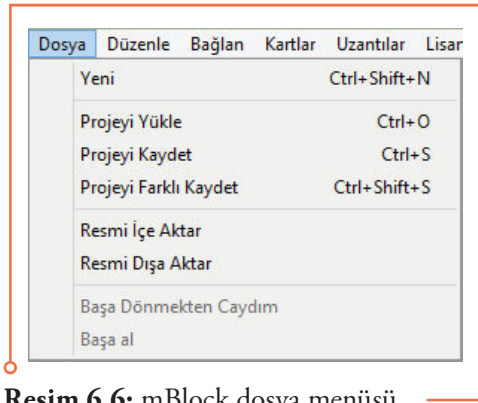 Dosya Düzenle Bağlan Kartlar Uzantılar Lisan
Yeni Ctrl+Shift+N
Projeyi Yükle Ctrl+O
Projeyi Kaydet Ctrl+S
Projeyi Farklı Kaydet Ctrl+Shift+S
Resmi İçe Aktar
Resmi Dışa Aktar
Başa Dönmekten Caydım
Başa al
Resim 6.6: mBlock dosya menüsü